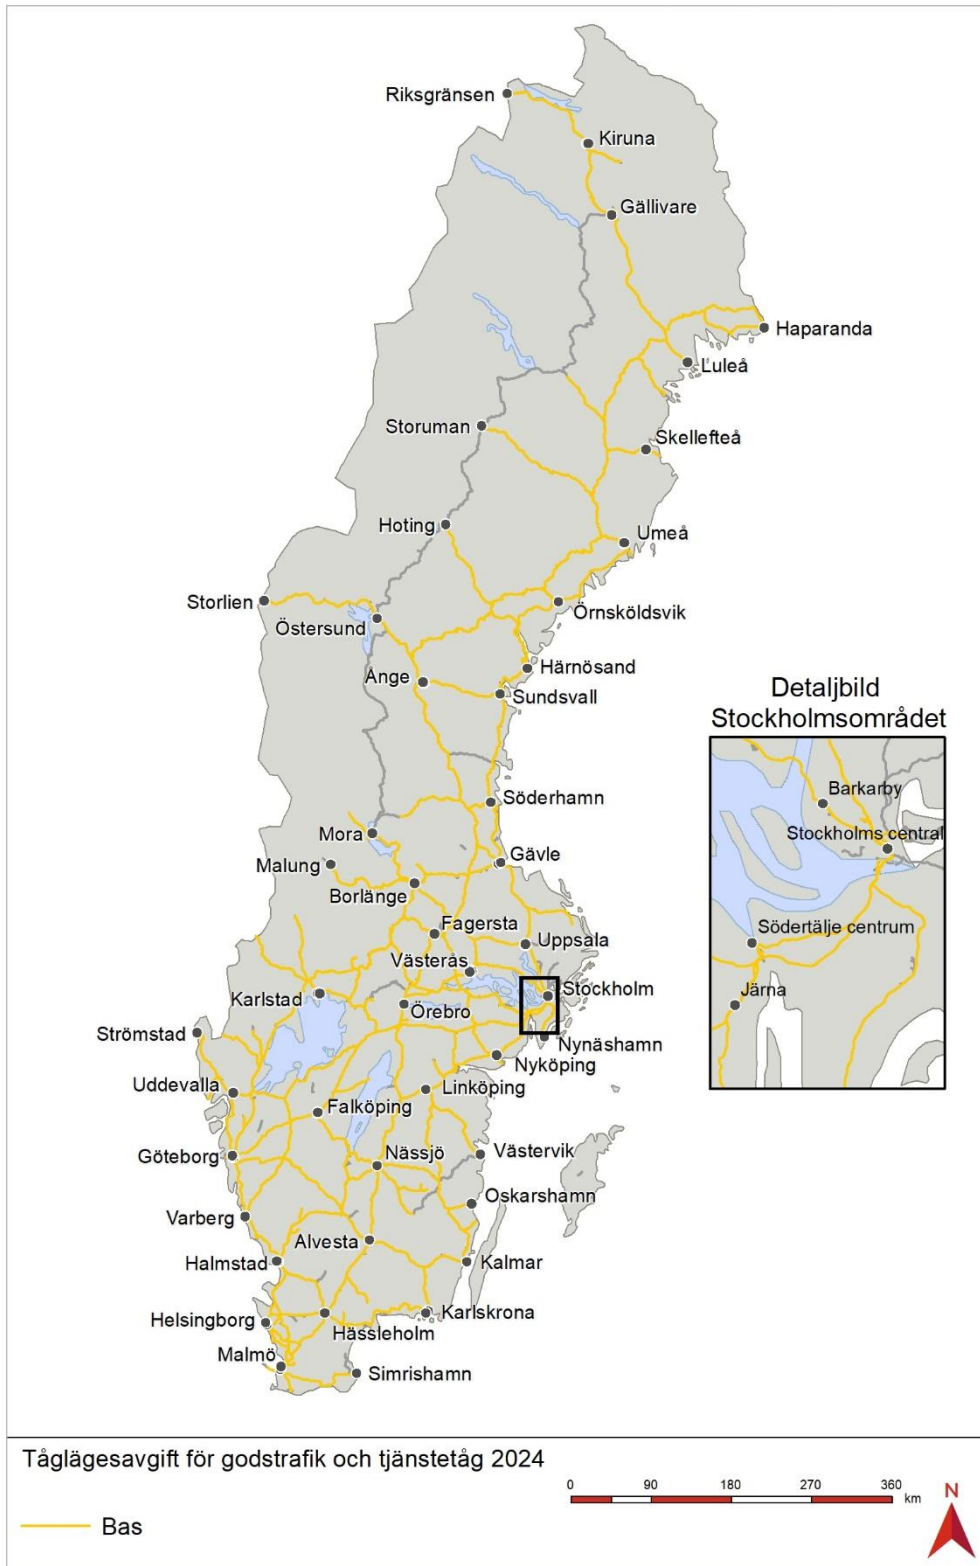 Riksgränsen
Kiruna
Gällivare
Haparanda
Luleå
Storuman
Skellefteå
Hoting
Umeå
Storlien
Örnsköldsvik
Östersund
Härnösand
Ånge
Sundsvall
Detaljbild
Stockholmsområdet
Barkarby
Stockholms central
Södertälje centrum
Järna
Söderhamn
Mora
Gävle
Malung
Borlänge
Fagersta
Uppsala
Västerås
Stockholm
Karlstad
Örebro
Strömstad
Nynäshamn
Nyköping
Uddevalla
Linköping
Falköping
Göteborg
Nässjö
Västervik
Oskarshamn
Varberg
Alvesta
Halmstad
Kalmar
Helsingborg
Karlskrona
Hässleholm
Malmö
Simrishamn
Tåglägesavgift för godstrafik och tjänstetåg 2024
0 90 180 270 360
km
N
Bas